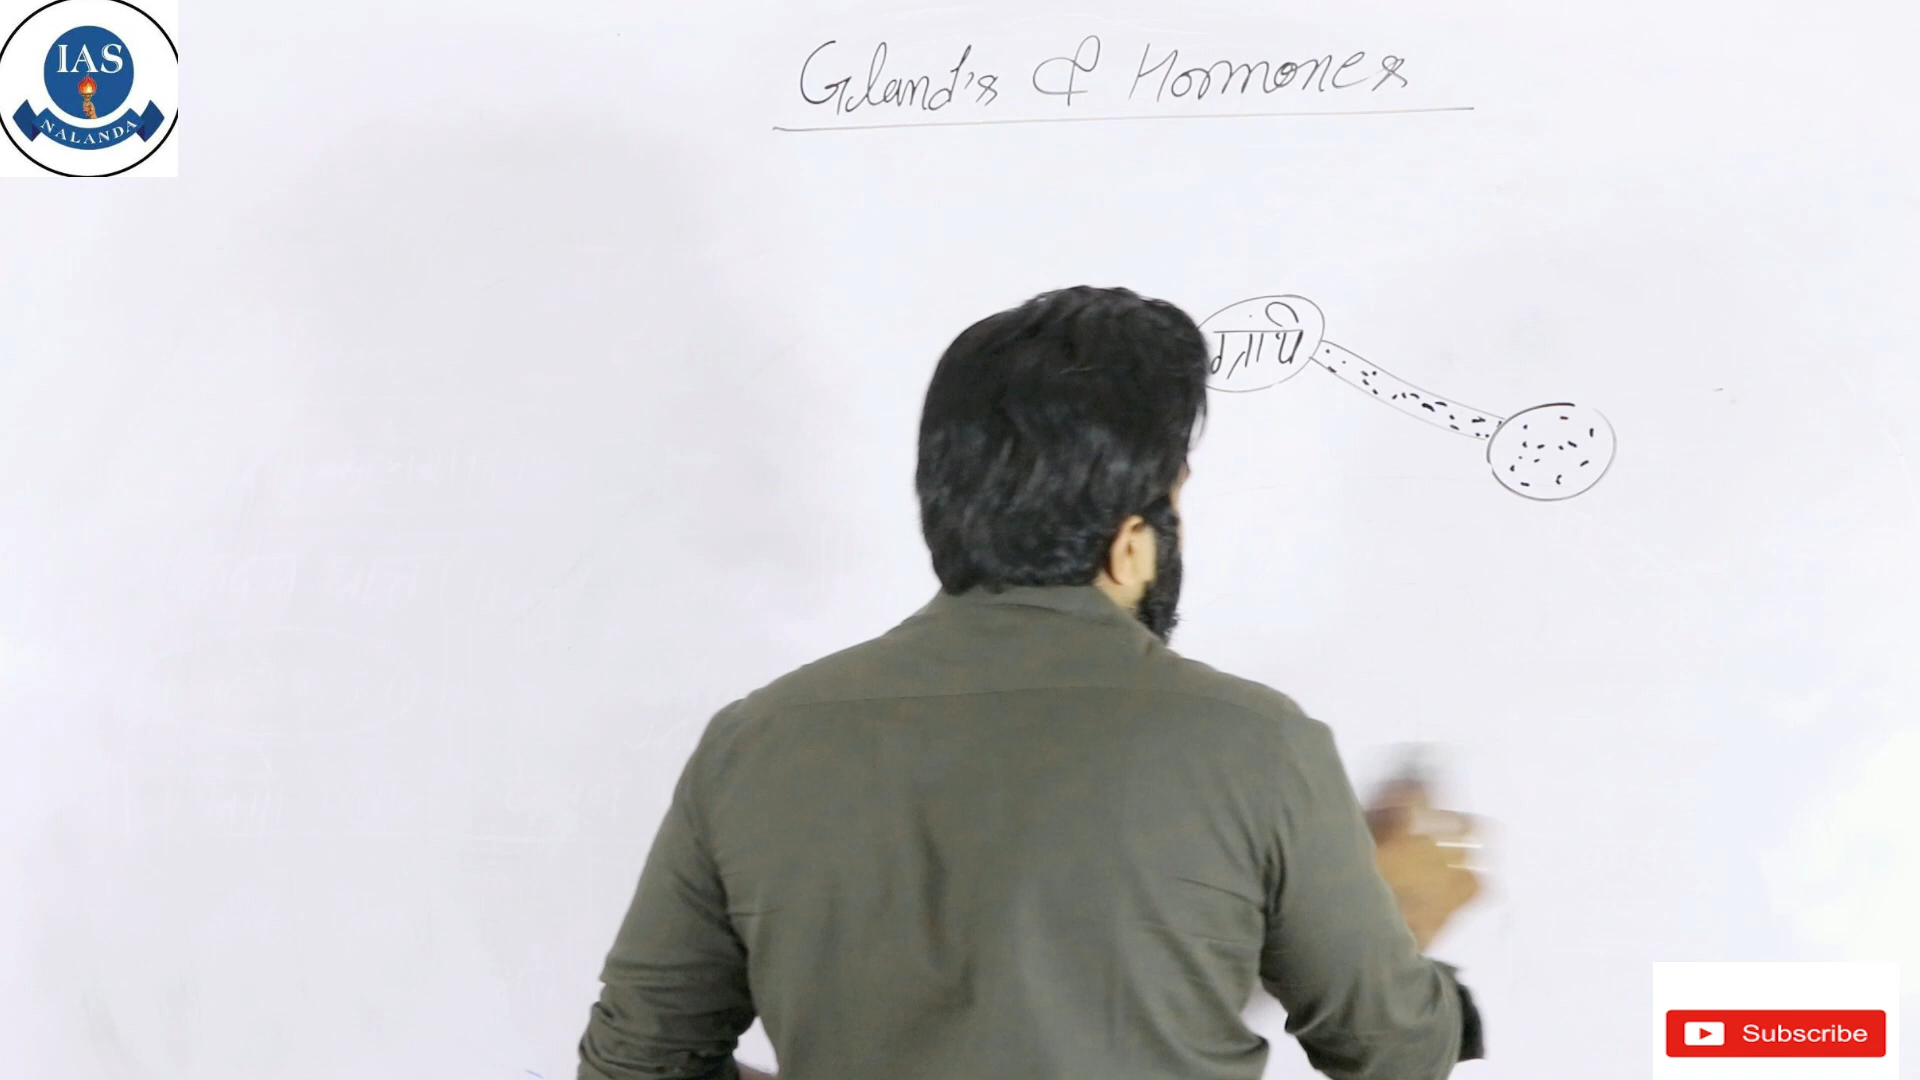 IAS
NALANDA
Gland's & Hormones
ग्रांथि
Subscribe